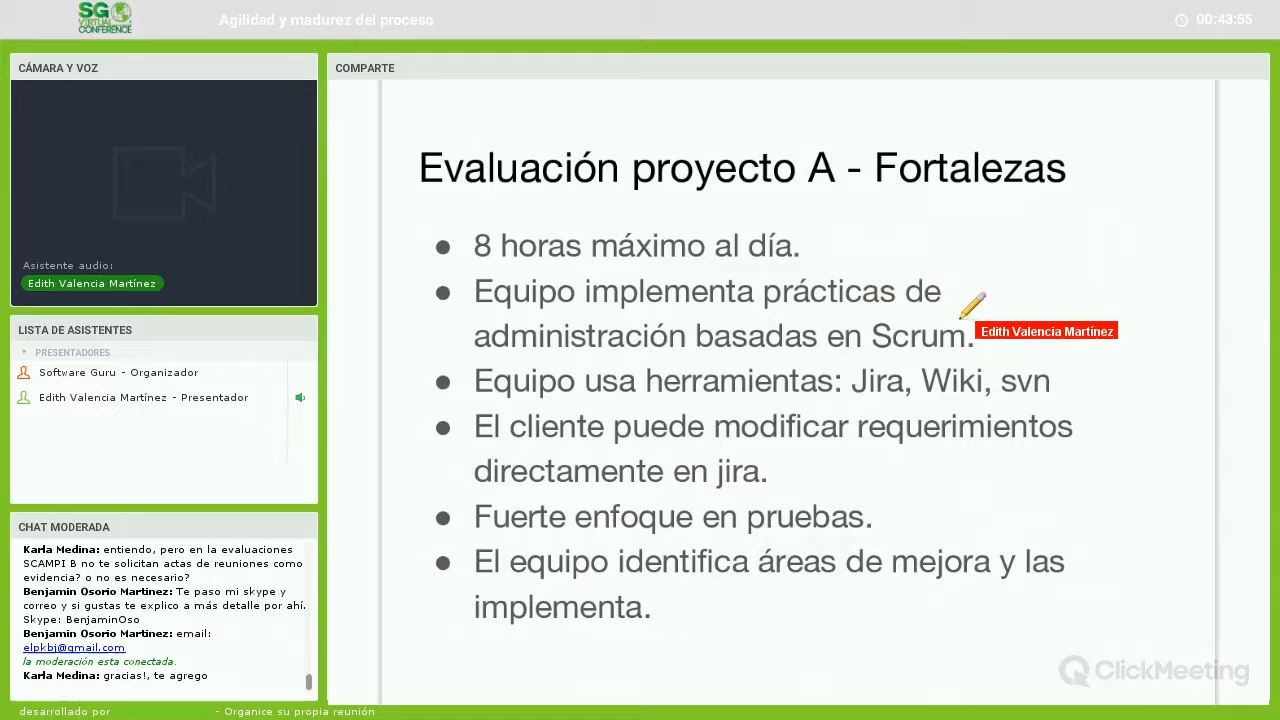 SG
VIRTUAL
CONFERENCE
Agilidad y madurez del proceso
00:43:55
CÁMARA Y VOZ
Asistente audio:
Edith Valencia Martínez
LISTA DE ASISTENTES
PRESENTADORES
Software Guru - Organizador
Edith Valencia Martínez - Presentador
CHAT MODERADA
Karla Medina: entiendo, pero en la evaluaciones
SCAMPI B no te solicitan actas de reuniones como
evidencia? o no es necesario?
Benjamin Osorio Martinez: Te paso mi skype y
correo y si gustas te explico a más detalle por ahí.
Skype: BenjaminOso
Benjamin Osorio Martinez: email:
elpkbj@gmail.com
la moderación esta conectada.
Karla Medina: gracias!, te agrego
desarrollado por - Organice su propia reunión
COMPARTE
Evaluación proyecto A - Fortalezas
● 8 horas máximo al día.
● Equipo implementa prácticas de
administración basadas en Scrum.
Edith Valencia Martínez
● Equipo usa herramientas: Jira, Wiki, svn
● El cliente puede modificar requerimientos
directamente en jira.
● Fuerte enfoque en pruebas.
● El equipo identifica áreas de mejora y las
implementa.
ClickMeeting